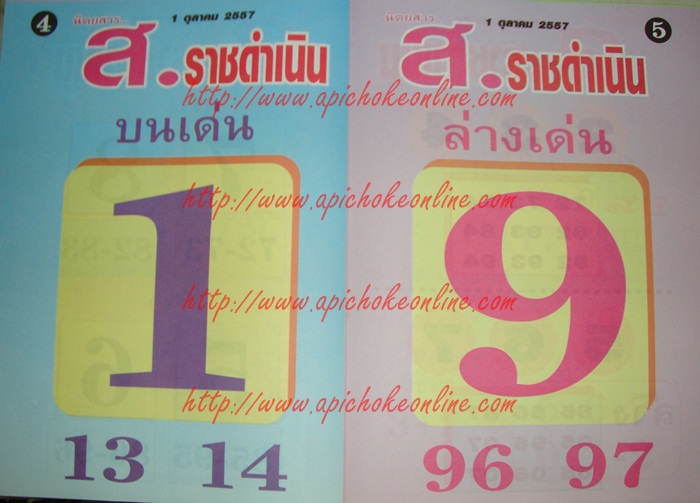 4
นิตยสาร
1 ตุลาคม 2557
ส. ราชดำเนิน
http://www.apichokeonline.com
บนเด่น
http://www.apichokeonline.com
1
http://www.apichokeonline.com
http://www.apichokeonline.com
13 14
นิตยสาร
1 ตุลาคม 2557
5
ส. ราชดำเนิน
ล่างเด่น
9
96 97